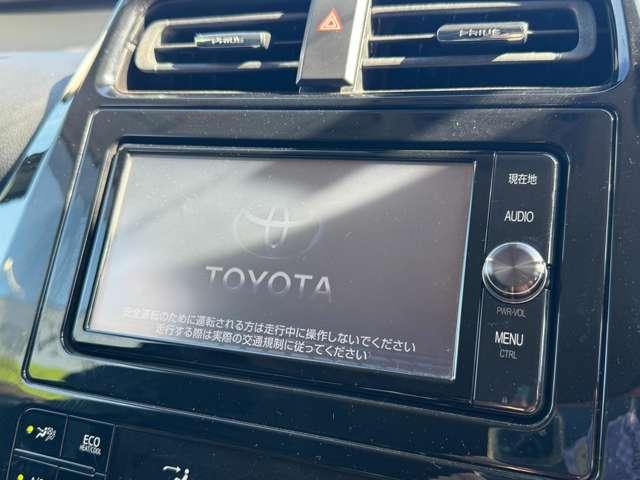 PRIUS
PRIUS
現在地
AUDIO
TOYOTA
PWR-VOL
安全運転のために運転される方は走行中に操作しないでください
走行する際は実際の交通規制に従ってください
MENU
CTRL
ECO
HEAT/COOL